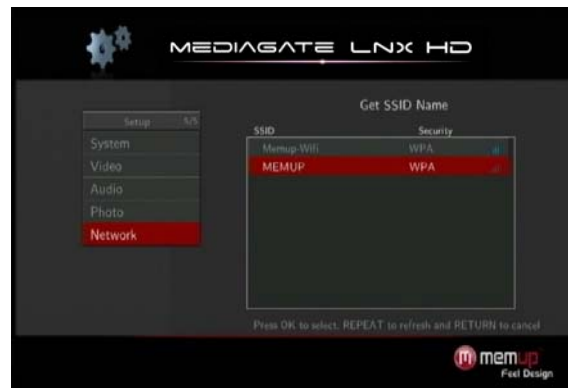 MEDIAGATE LNX HD
Get SSID Name
Setup 5/5
SSID Security
System
Memup-Wifi WPA
Video
MEMUP WPA
Audio
Photo
Network
Press OK to select, REPEAT to refresh and RETURN to cancel
m memup
Feel Design